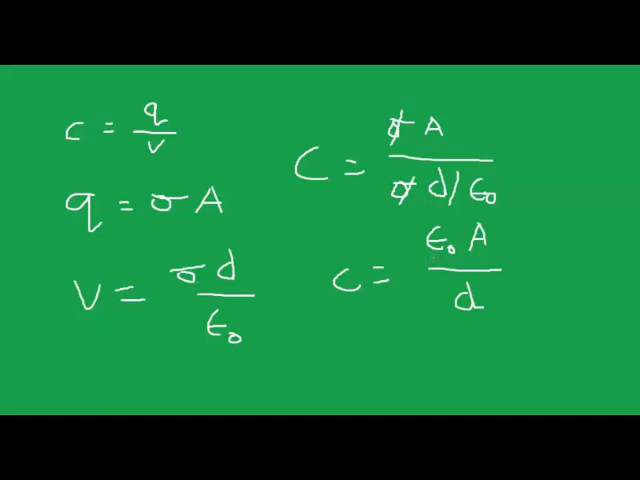 c = q/v
q = σA
V = σd/ε₀
C = σA/σd/ε₀
c = ε₀A/d